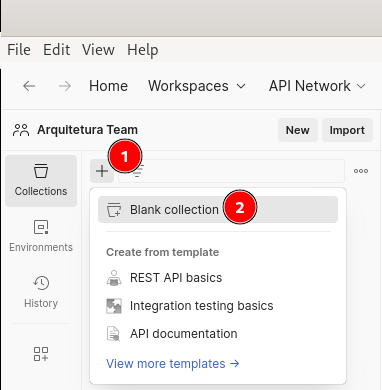 File Edit View Help
← → Home Workspaces API Network
Arquitetura Team New Import
1
Collections
Blank collection 2
Environments
Create from template
REST API basics
History
Integration testing basics
API documentation
View more templates →